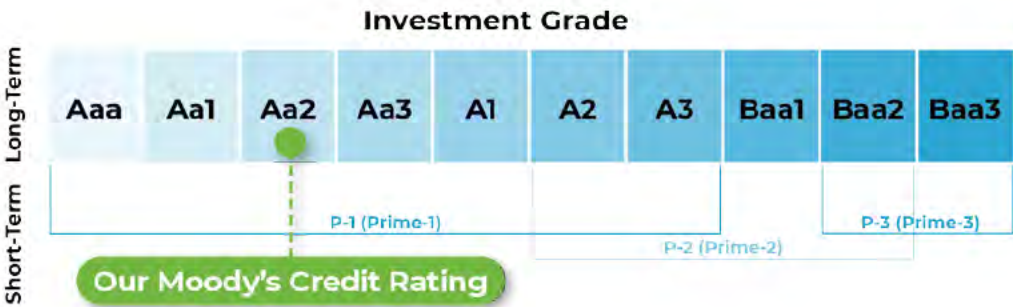 Investment Grade
Long-Term
Aaa Aa1 Aa2 Aa3 A1 A2 A3 Baa1 Baa2 Baa3
Short-Term
P-1 (Prime-1)
P-3 (Prime-3)
P-2 (Prime-2)
Our Moody's Credit Rating